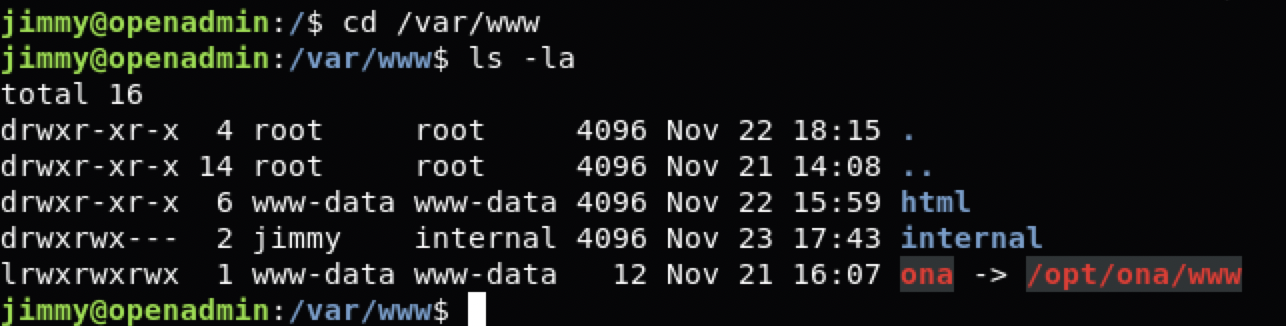 jimmy@openadmin:/$ cd /var/www
jimmy@openadmin:/var/www$ ls -la
total 16
drwxr-xr-x  4 root     root     4096 Nov 22 18:15 .
drwxr-xr-x 14 root     root     4096 Nov 21 14:08 ..
drwxr-xr-x  6 www-data www-data 4096 Nov 22 15:59 html
drwxrwx---  2 jimmy    internal 4096 Nov 23 17:43 internal
lrwxrwxrwx  1 www-data www-data   12 Nov 21 16:07 ona -> /opt/ona/www
jimmy@openadmin:/var/www$